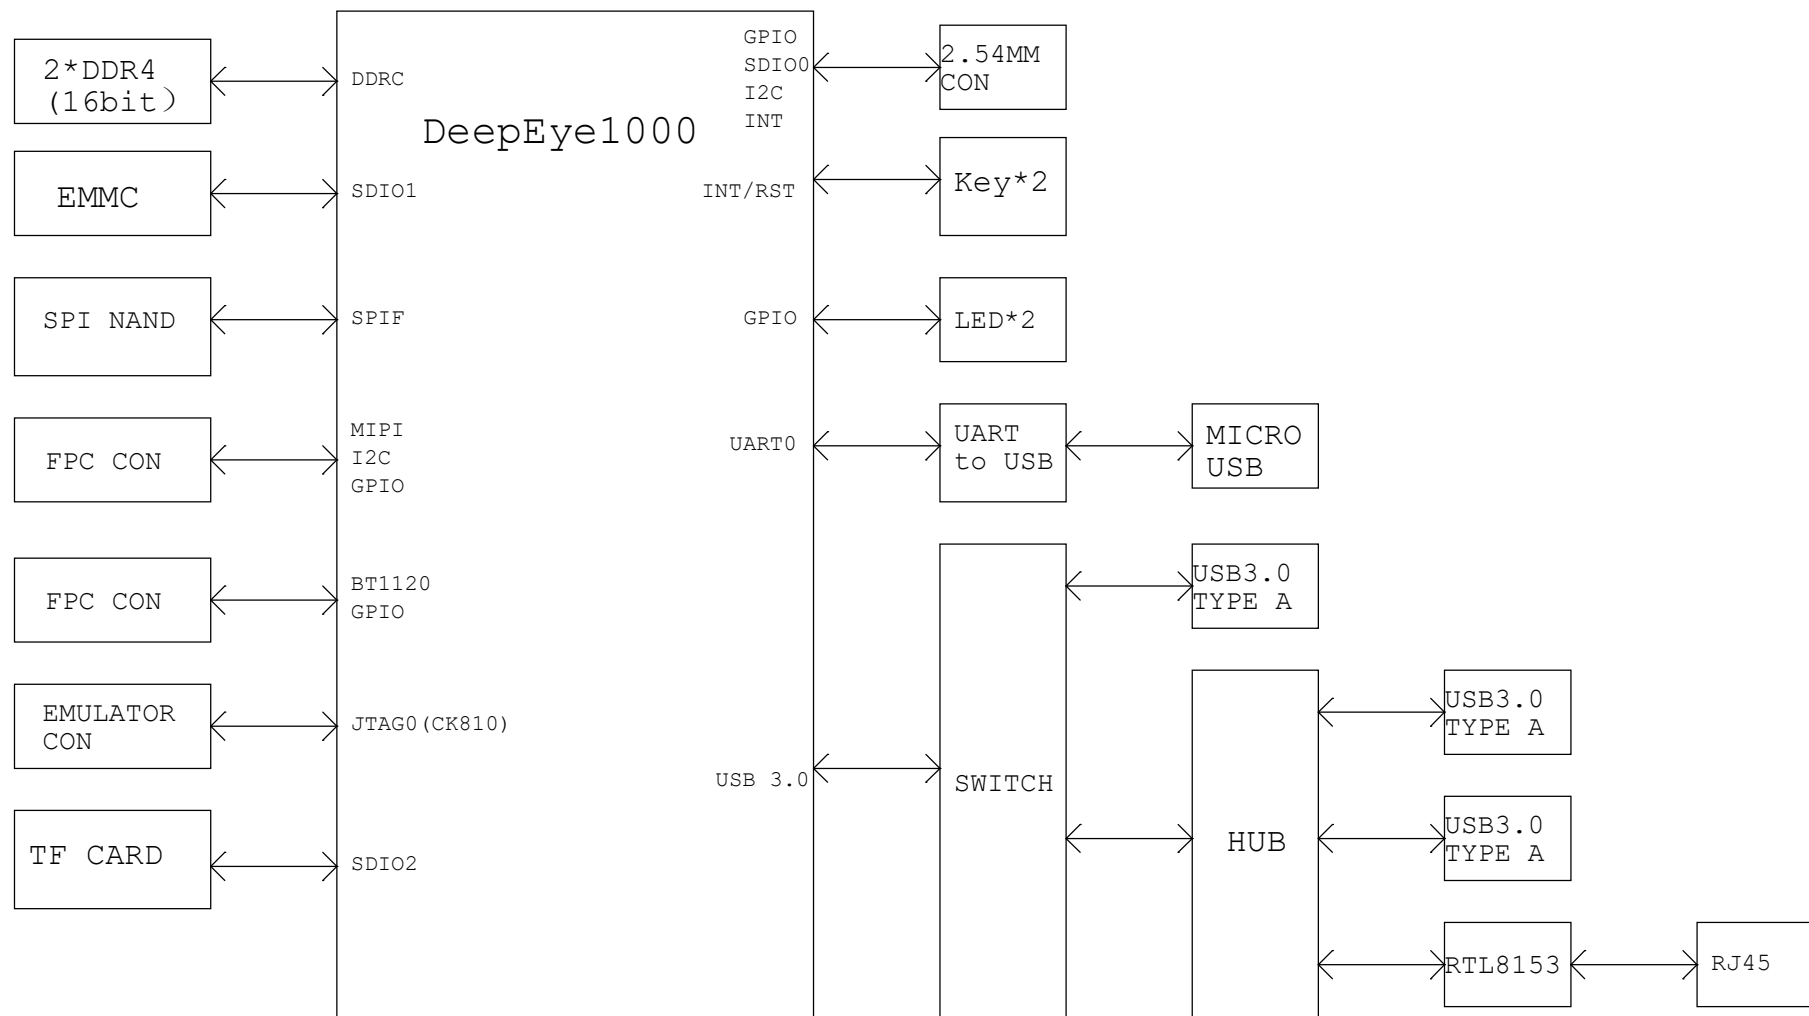 2*DDR4
(16bit）
DDRC
EMMC
SDIO1
SPI NAND
SPIF
FPC CON
MIPI
I2C
GPIO
FPC CON
BT1120
GPIO
EMULATOR
CON
JTAG0(CK810)
TF CARD
SDIO2
DeepEye1000
GPIO
SDIO0
I2C
INT
2.54MM
CON
INT/RST
Key*2
GPIO
LED*2
UART0
UART
to USB
MICRO
USB
USB 3.0
SWITCH
USB3.0
TYPE A
HUB
USB3.0
TYPE A
USB3.0
TYPE A
RTL8153
RJ45